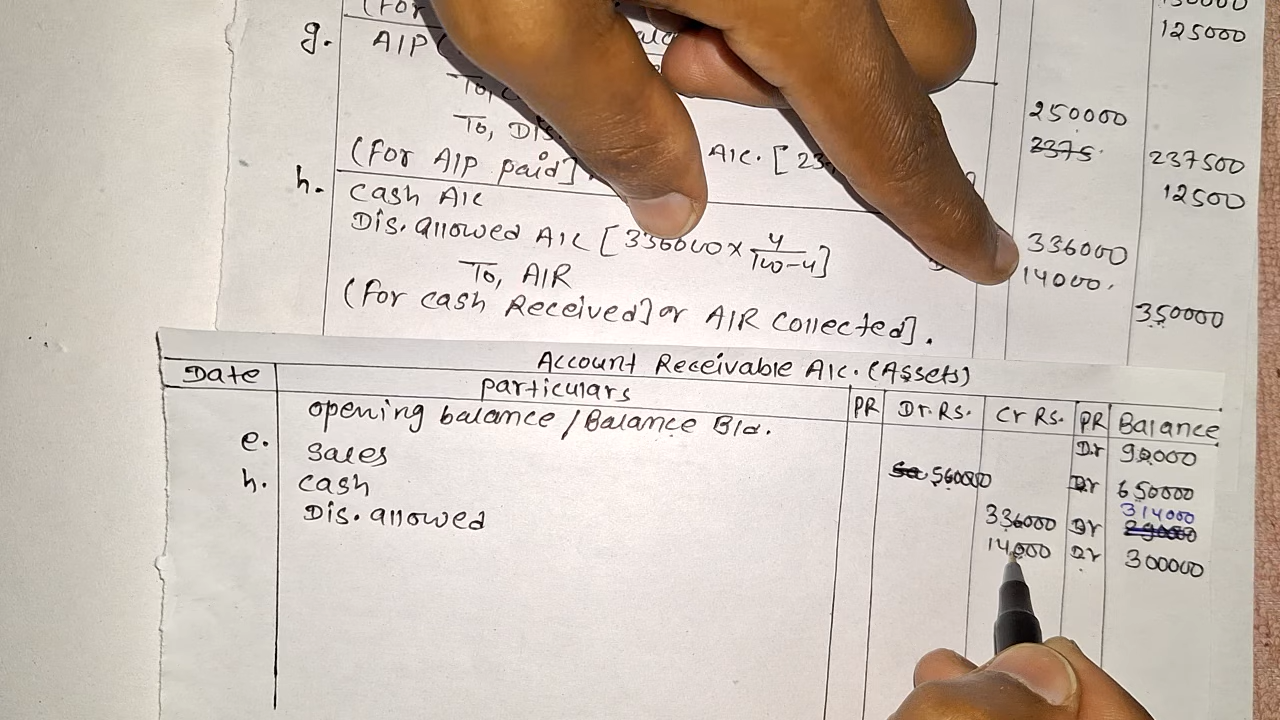 (For
130000
125000
g. A/P
To,
To, Dis.
A/c.
250000
2375.
237500
(For A/P paid].
12500
h. Cash A/c
336000
Dis. allowed A/c [336000 × 4/100-4]
14000.
To, A/R
350000
(For cash Received] or A/R collected].
Account Receivable A/c. (Assets)
Date particulars PR Dr. Rs. Cr Rs. PR Balance
opening balance / Balance B/d. Dr 90000
e. Sales 560000 Dr 650000
h. cash 336000 Dr 314000
Dis. allowed 14000 Dr 300000